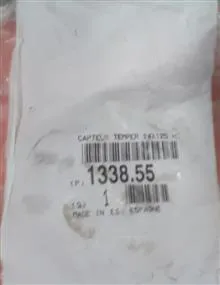 CAPTEUR TEMPER
(P) 1338.55
(Q) 1
MADE IN ES. ESPAGNE